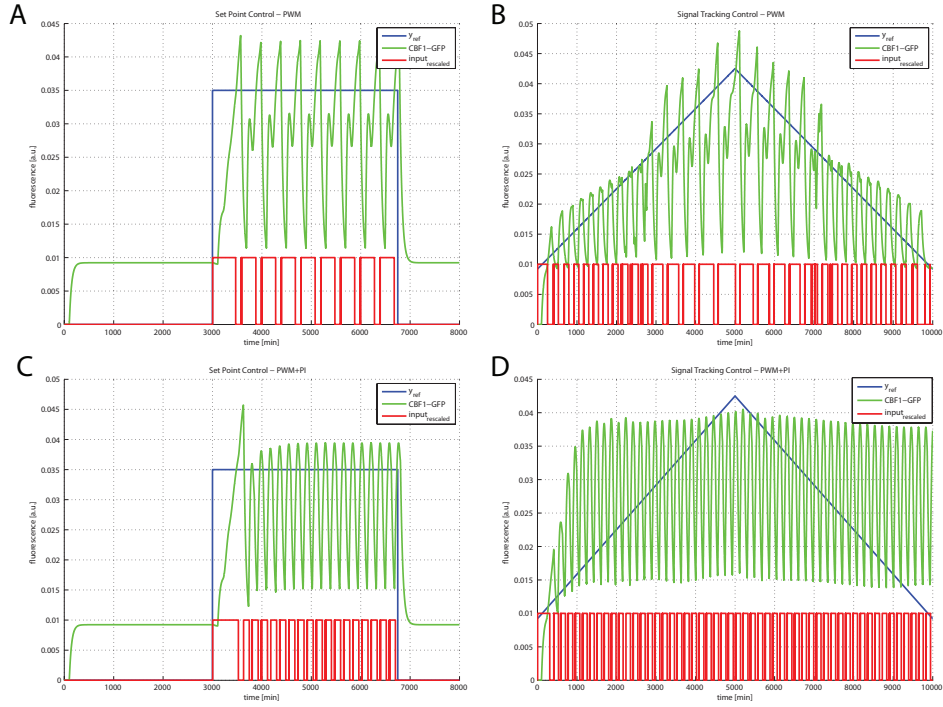 A
Set Point Control – PWM
0.05
0.045
0.04
0.035
0.03
0.025
0.02
0.015
0.01
0.005
0
fluorescence [a.u.]
y_ref
CBF1−GFP
input_rescaled
0 1000 2000 3000 4000 5000 6000 7000 8000
time [min]
B
Signal Tracking Control – PWM
0.05
0.045
0.04
0.035
0.03
0.025
0.02
0.015
0.01
0.005
0
fluorescence [a.u.]
y_ref
CBF1−GFP
input_rescaled
0 1000 2000 3000 4000 5000 6000 7000 8000 9000 10000
time [min]
C
Set Point Control – PWM+PI
0.05
0.045
0.04
0.035
0.03
0.025
0.02
0.015
0.01
0.005
0
fluorescence [a.u.]
y_ref
CBF1−GFP
input_rescaled
0 1000 2000 3000 4000 5000 6000 7000 8000
time [min]
D
Signal Tracking Control – PWM+PI
0.045
0.04
0.035
0.03
0.025
0.02
0.015
0.01
0.005
0
fluorescence [a.u.]
y_ref
CBF1−GFP
input_rescaled
0 1000 2000 3000 4000 5000 6000 7000 8000 9000 10000
time [min]